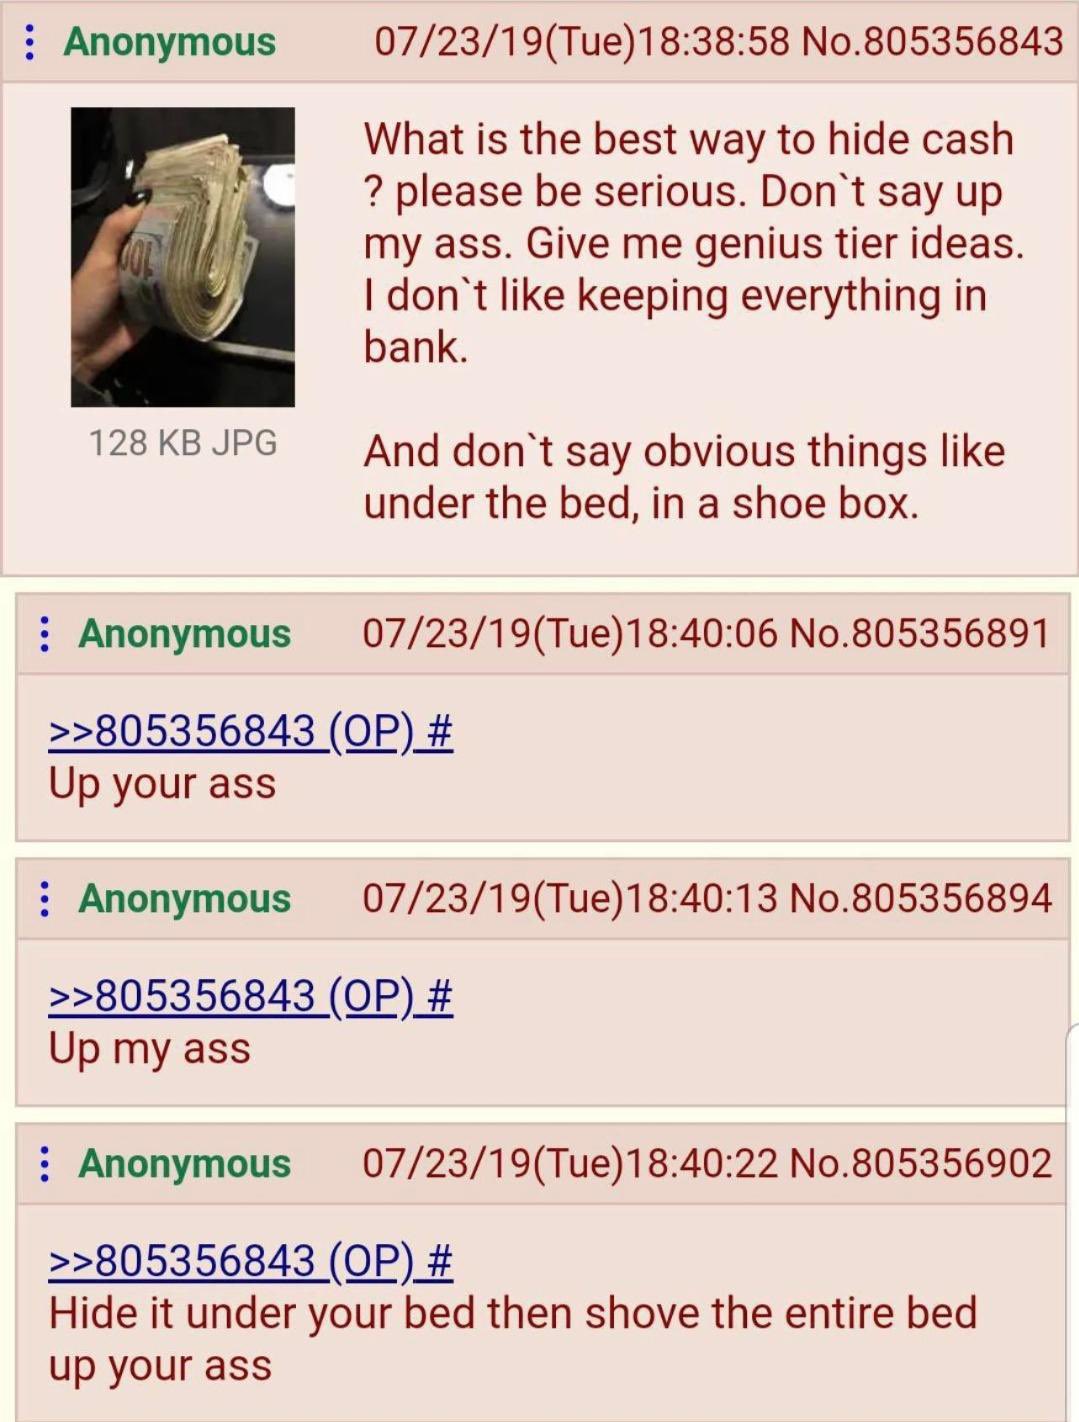 Anonymous 07/23/19(Tue)18:38:58 No.805356843
What is the best way to hide cash
? please be serious. Don`t say up
my ass. Give me genius tier ideas.
I don`t like keeping everything in
bank.
And don`t say obvious things like
under the bed, in a shoe box.
100
128 KB JPG
Anonymous 07/23/19(Tue)18:40:06 No.805356891
>>805356843 (OP) #
Up your ass
Anonymous 07/23/19(Tue)18:40:13 No.805356894
>>805356843 (OP) #
Up my ass
Anonymous 07/23/19(Tue)18:40:22 No.805356902
>>805356843 (OP) #
Hide it under your bed then shove the entire bed
up your ass